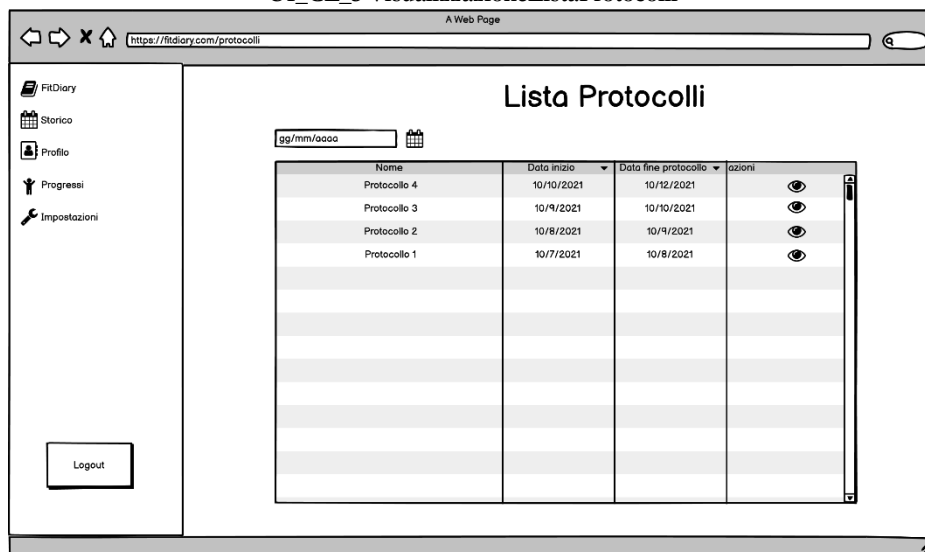 A Web Page
https://fitdiary.com/protocolli
FitDiary
Storico
Profilo
Progressi
Impostazioni
Logout
Lista Protocolli
gg/mm/aaaa
Nome Data inizio Data fine protocollo azioni
Protocollo 4 10/10/2021 10/12/2021
Protocollo 3 10/9/2021 10/10/2021
Protocollo 2 10/8/2021 10/9/2021
Protocollo 1 10/7/2021 10/8/2021